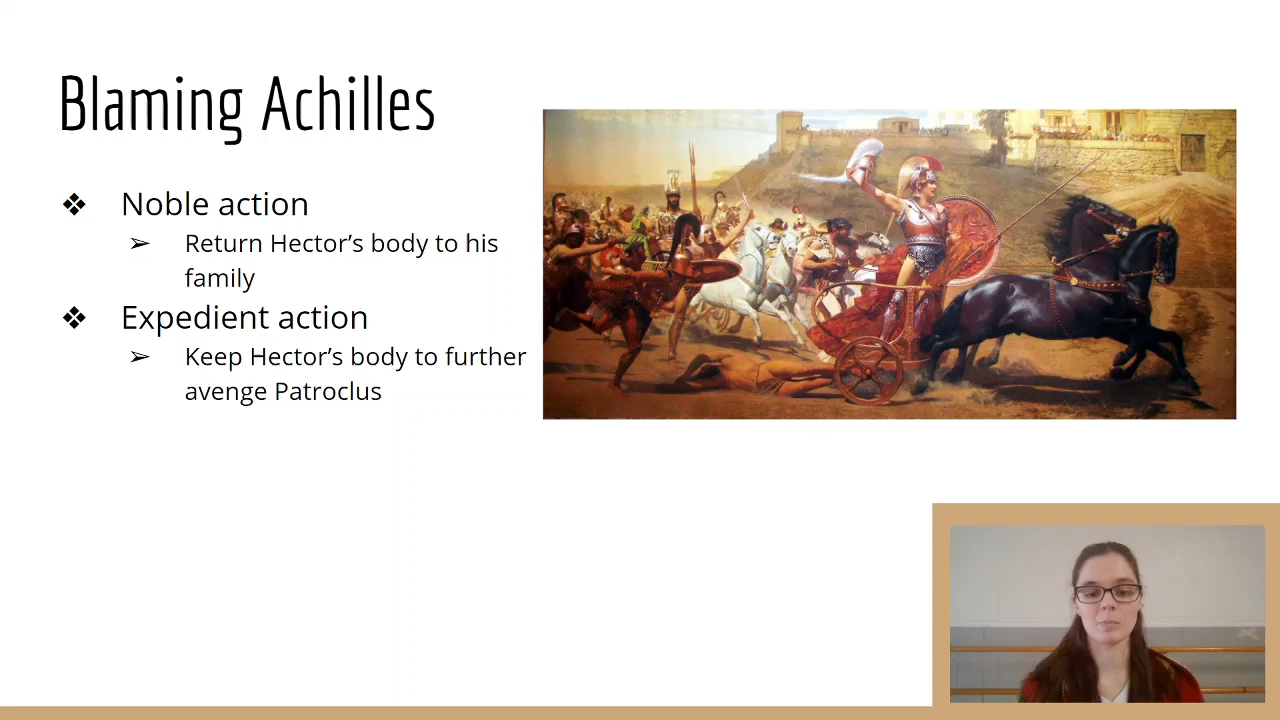 Blaming Achilles
❖ Noble action
➢ Return Hector’s body to his
family
❖ Expedient action
➢ Keep Hector’s body to further
avenge Patroclus